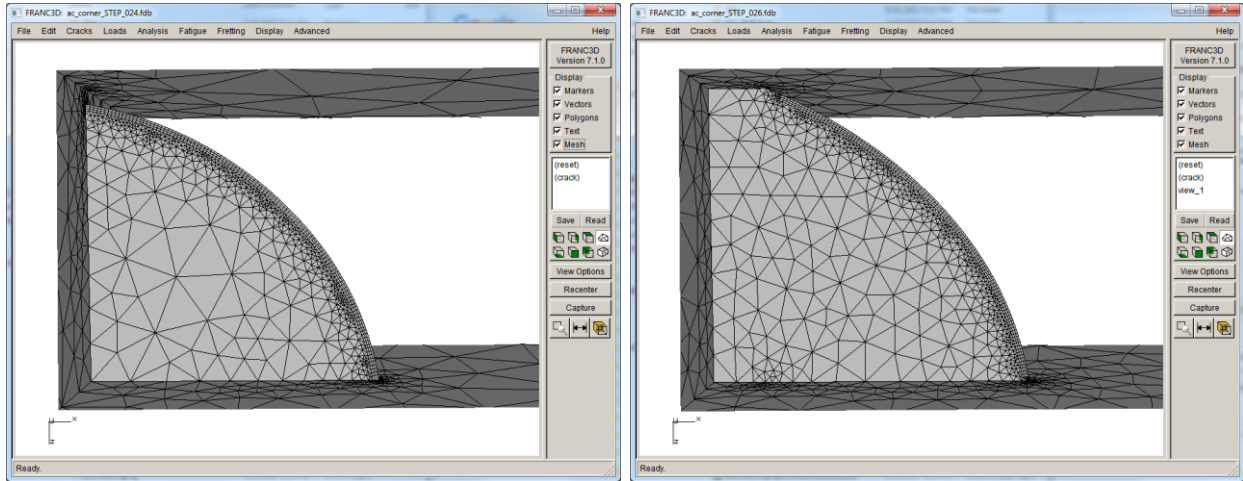 FRANC3D: ac_corner_STEP_024.fdb
File Edit Cracks Loads Analysis Fatigue Fretting Display Advanced Help
FRANC3D
Version 7.1.0
Display
Markers
Vectors
Polygons
Text
Mesh
(reset)
(crack)
Save Read
View Options
Recenter
Capture
x
z
Ready.
FRANC3D: ac_corner_STEP_026.fdb
File Edit Cracks Loads Analysis Fatigue Fretting Display Advanced Help
FRANC3D
Version 7.1.0
Display
Markers
Vectors
Polygons
Text
Mesh
(reset)
(crack)
view_1
Save Read
View Options
Recenter
Capture
x
z
Ready.